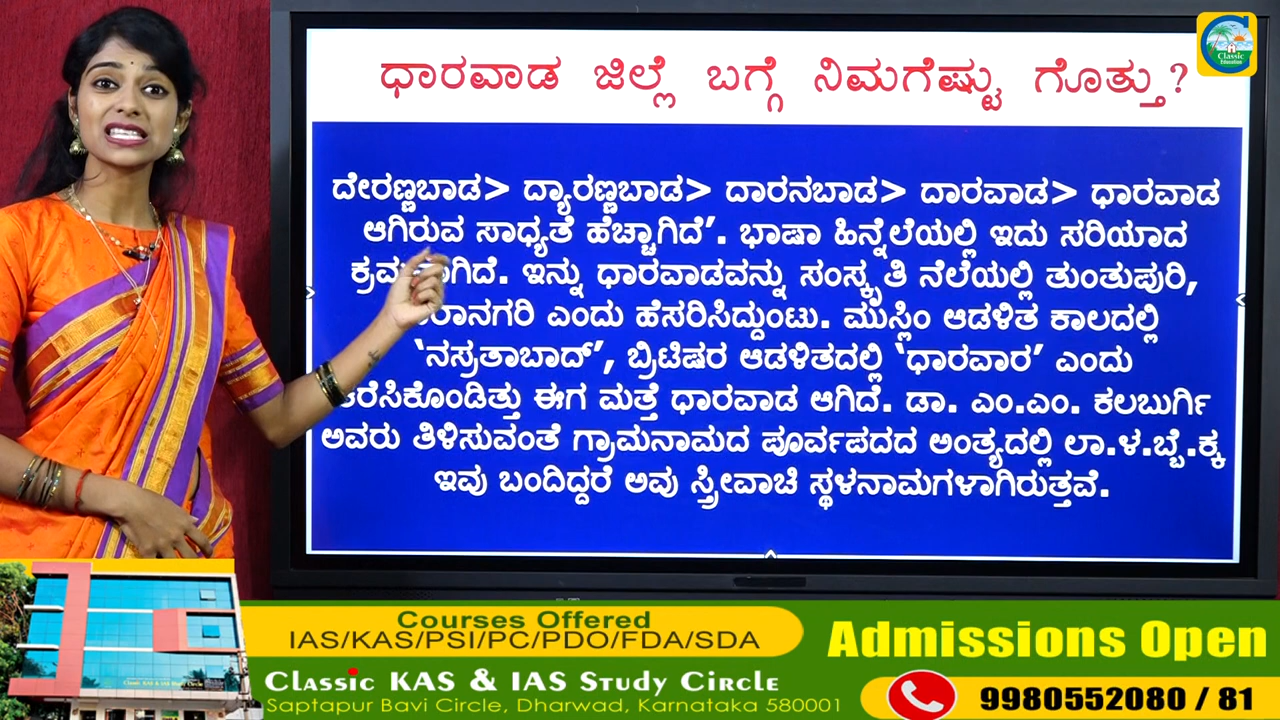 Classic
Education
ಧಾರವಾಡ ಜಿಲ್ಲೆ ಬಗ್ಗೆ ನಿಮಗೆಷ್ಟು ಗೊತ್ತು?
ದೇರಣ್ಣಬಾಡ> ದ್ಯಾರಣ್ಣಬಾಡ> ದಾರನಬಾಡ> ದಾರವಾಡ> ಧಾರವಾಡ
ಆಗಿರುವ ಸಾಧ್ಯತೆ ಹೆಚ್ಚಾಗಿದೆ’. ಭಾಷಾ ಹಿನ್ನೆಲೆಯಲ್ಲಿ ಇದು ಸರಿಯಾದ
ಇನ್ನು ಧಾರವಾಡವನ್ನು ಸಂಸ್ಕೃತಿ ನೆಲೆಯಲ್ಲಿ ತುಂತುಪುರಿ,
ಎಂದು ಹೆಸರಿಸಿದ್ದುಂಟು. ಮುಸ್ಲಿಂ ಆಡಳಿತ ಕಾಲದಲ್ಲಿ
‘ನಸ್ರತಾಬಾದ್’, ಬ್ರಿಟಿಷರ ಆಡಳಿತದಲ್ಲಿ ‘ಧಾರವಾರ’ ಎಂದು
ಈಗ ಮತ್ತೆ ಧಾರವಾಡ ಆಗಿದೆ. ಡಾ. ಎಂ.ಎಂ. ಕಲಬುರ್ಗಿ
ಅವರು ತಿಳಿಸುವಂತೆ ಗ್ರಾಮನಾಮದ ಪೂರ್ವಪದದ ಅಂತ್ಯದಲ್ಲಿ ಲಾ.ಳ.ಬ್ಬೆ.ಕ್ಕ
ಇವು ಬಂದಿದ್ದರೆ ಅವು ಸ್ತ್ರೀವಾಚಿ ಸ್ಥಳನಾಮಗಳಾಗಿರುತ್ತವೆ.
Courses Offered
IAS/KAS/PSI/PC/PDO/FDA/SDA
Classic KAS & IAS Study Circle
Saptapur Bavi Circle, Dharwad, Karnataka 580001
Admissions Open
9980552080 / 81